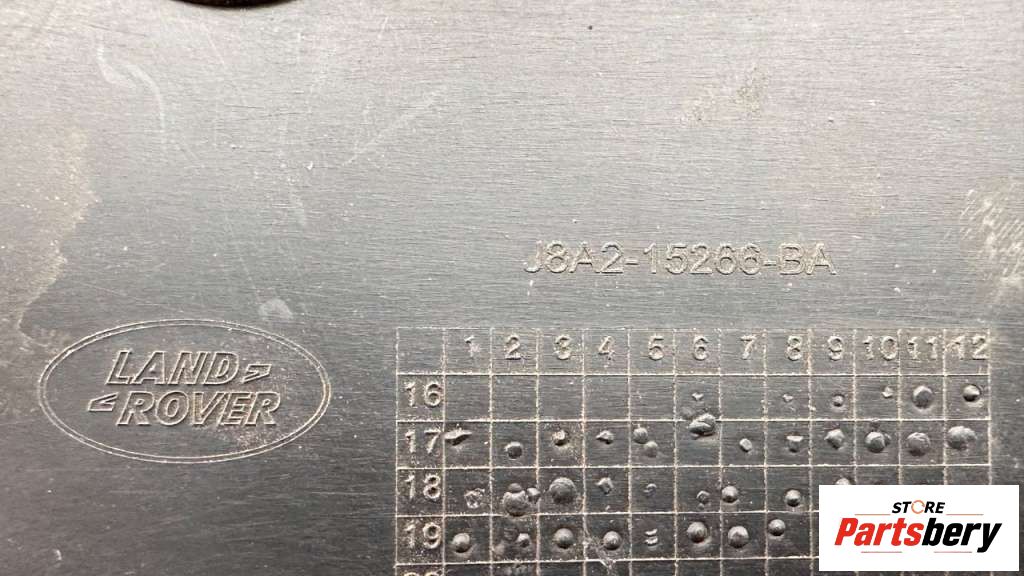 J8A2-15266-BA
LAND
ROVER
1 2 3 4 5 6 7 8 9 10 11 12
16
17
18
19
STORE
Partsbery